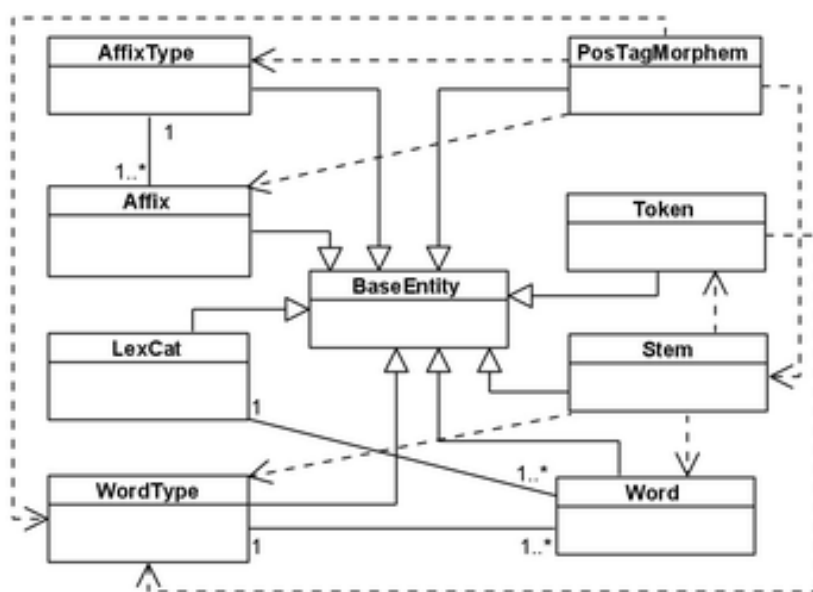 AffixType
PosTagMorphem
1
1..*
Affix
Token
BaseEntity
LexCat
Stem
1
1..*
WordType
Word
1
1..*